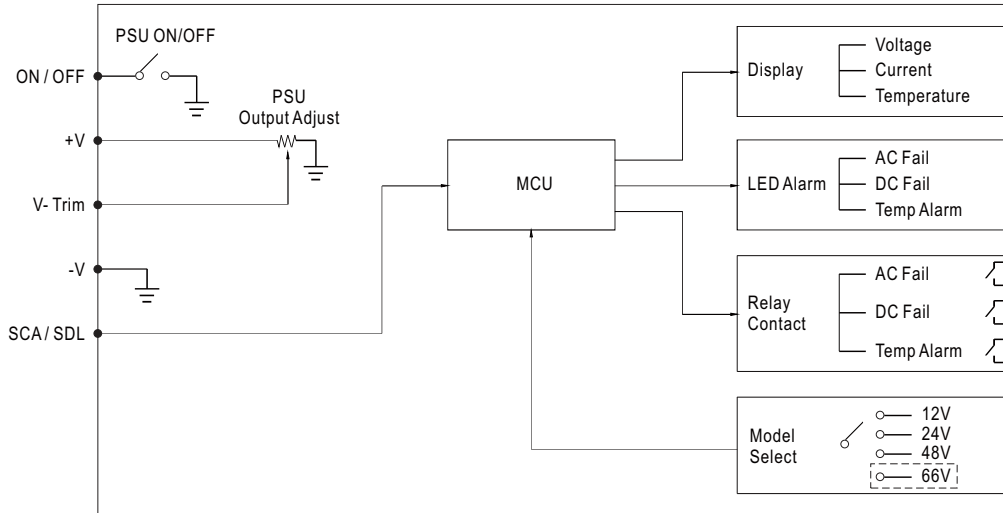 PSU ON/OFF
ON / OFF
PSU
Output Adjust
+V
V- Trim
-V
SCA / SDL
MCU
Display
Voltage
Current
Temperature
LED Alarm
AC Fail
DC Fail
Temp Alarm
Relay
Contact
AC Fail
DC Fail
Temp Alarm
Model
Select
12V
24V
48V
66V